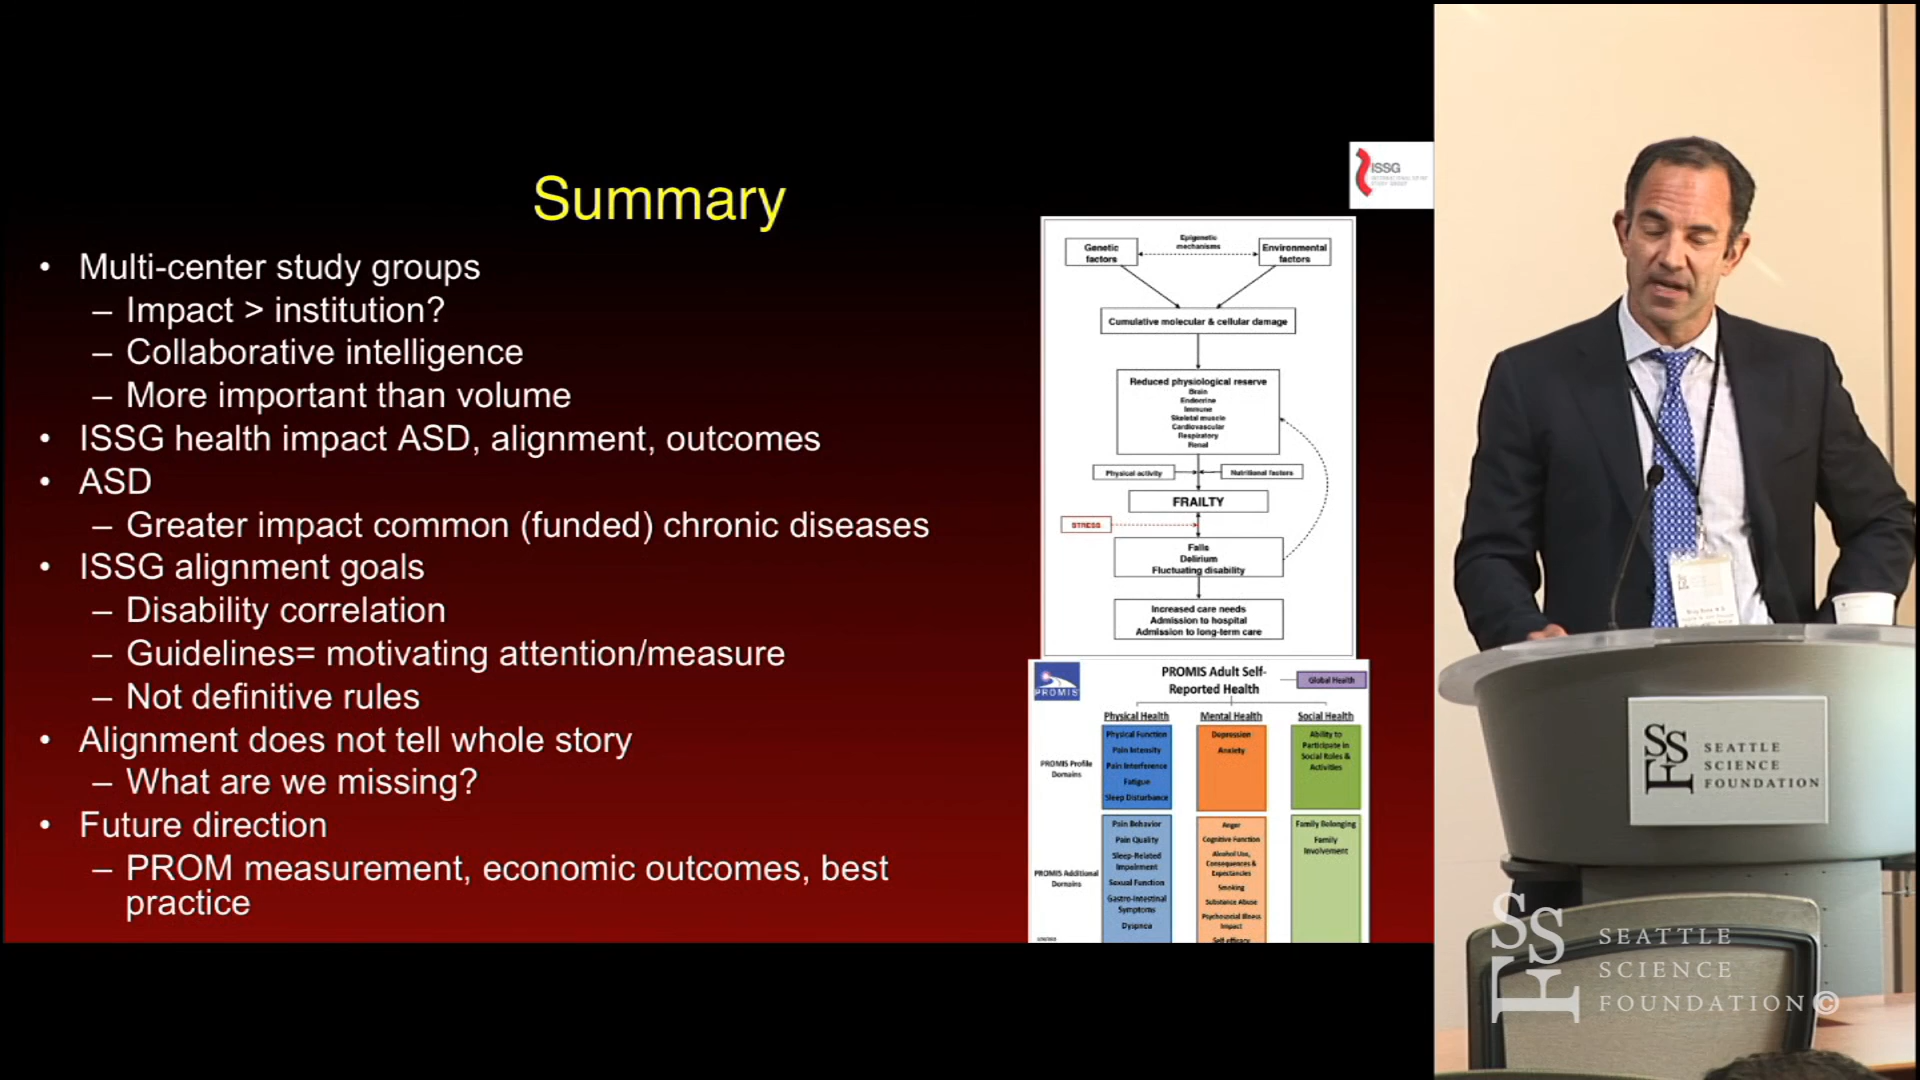 Summary
• Multi-center study groups
– Impact > institution?
– Collaborative intelligence
– More important than volume
• ISSG health impact ASD, alignment, outcomes
• ASD
– Greater impact common (funded) chronic diseases
• ISSG alignment goals
– Disability correlation
– Guidelines= motivating attention/measure
– Not definitive rules
• Alignment does not tell whole story
– What are we missing?
• Future direction
– PROM measurement, economic outcomes, best
practice
ISSG
Genetic
factors
Epigenetic
mechanisms
Environmental
factors
Cumulative molecular & cellular damage
Reduced physiological reserve
Brain
Endocrine
Immune
Skeletal muscle
Cardiovascular
Respiratory
Renal
Physical activity
Nutritional factors
FRAILTY
STRESS
Falls
Delirium
Fluctuating disability
Increased care needs
Admission to hospital
Admission to long-term care
PROMIS
PROMIS Adult Self-
Reported Health
Global Health
Physical Health
Mental Health
Social Health
PROMIS Profile
Domains
Physical Function
Pain Intensity
Pain Interference
Fatigue
Sleep Disturbance
Depression
Anxiety
Ability to
Participate in
Social Roles &
Activities
PROMIS Additional
Domains
Pain Behavior
Pain Quality
Sleep-Related
Impairment
Sexual Function
Gastro-Intestinal
Symptoms
Dyspnea
Anger
Cognitive Function
Alcohol Use,
Consequences &
Expectancies
Smoking
Substance Abuse
Psychosocial Illness
Impact
Self-efficacy
Family Belonging
Family
Involvement
SSF
SEATTLE
SCIENCE
FOUNDATION
SSF
SEATTLE
SCIENCE
FOUNDATION©